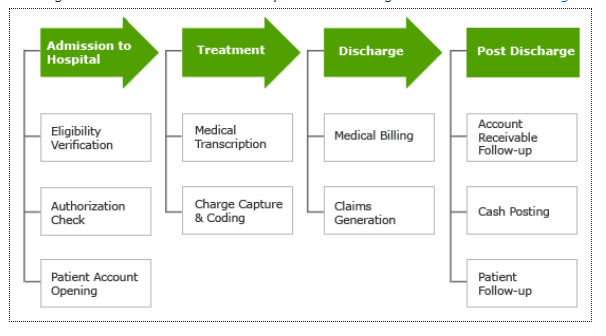 Admission to
Hospital
Treatment
Discharge
Post Discharge
Eligibility
Verification
Medical
Transcription
Medical Billing
Account
Receivable
Follow-up
Authorization
Check
Charge Capture
& Coding
Claims
Generation
Cash Posting
Patient Account
Opening
Patient
Follow-up